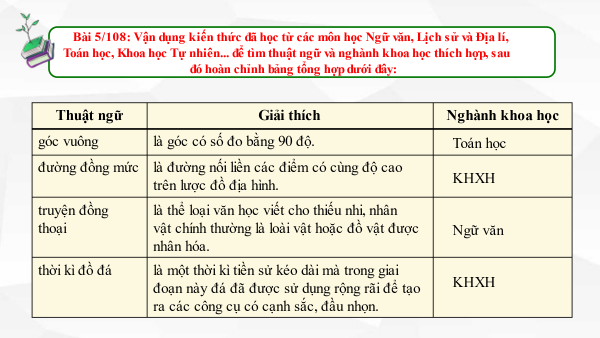 Bài 5/108: Vận dụng kiến thức đã học từ các môn học Ngữ văn, Lịch sử và Địa lí,
Toán học, Khoa học Tự nhiên... để tìm thuật ngữ và nghành khoa học thích hợp, sau
đó hoàn chỉnh bảng tổng hợp dưới đây:
Thuật ngữ Giải thích Nghành khoa học
góc vuông là góc có số đo bằng 90 độ. Toán học
đường đồng mức là đường nối liền các điểm có cùng độ cao
trên lược đồ địa hình.
KHXH
truyện đồng
thoại
là thể loại văn học viết cho thiếu nhi, nhân
vật chính thường là loài vật hoặc đồ vật được
nhân hóa.
Ngữ văn
thời kì đồ đá là một thời kì tiền sử kéo dài mà trong giai
đoạn này đá đã được sử dụng rộng rãi để tạo
ra các công cụ có cạnh sắc, đầu nhọn.
KHXH